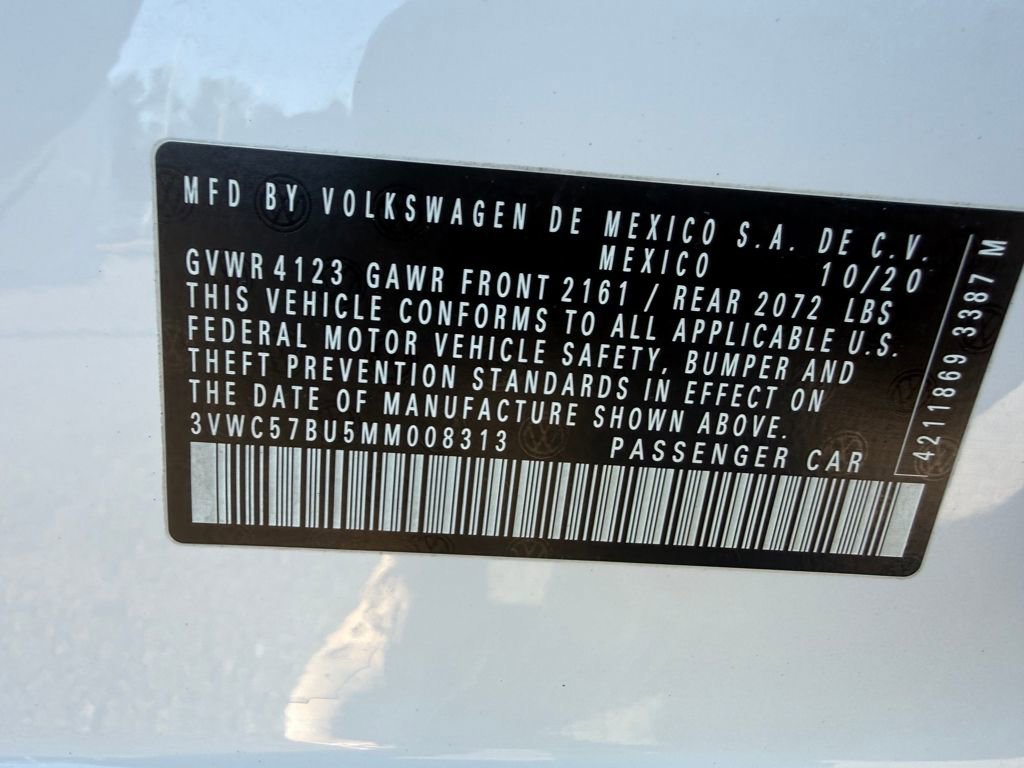 MFD BY VOLKSWAGEN DE MEXICO S.A. DE C.V.
MEXICO 10/20
GVWR 4123 GAWR FRONT 2161 / REAR 2072 LBS
THIS VEHICLE CONFORMS TO ALL APPLICABLE U.S.
FEDERAL MOTOR VEHICLE SAFETY, BUMPER AND
THEFT PREVENTION STANDARDS IN EFFECT ON
THE DATE OF MANUFACTURE SHOWN ABOVE.
3VWC57BU5MM008313 PASSENGER CAR
4211869 3387 M